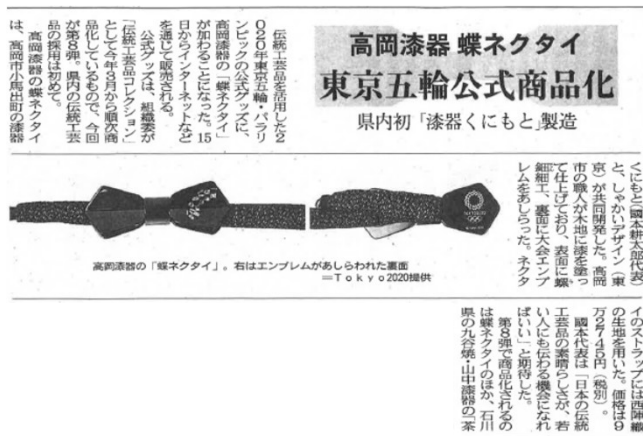 高岡漆器 蝶ネクタイ
東京五輪公式商品化
県内初「漆器くにもと」製造
伝統工芸品を活用した2
020年東京五輪・パラリ
ンピックの公式グッズに、
高岡漆器の「蝶ネクタイ」
が加わることになった。15
日からインターネットなど
を通じて販売される。
公式グッズは、組織委が
「伝統工芸品コレクション」
として今年3月から順次商
品化しているもので、今回
が第8弾。県内の伝統工芸
品の採用は初めて。
高岡漆器の蝶ネクタイ
は、高岡市小馬出町の漆器
くにもと(國本耕太郎代表)
と、しゃかいデザイン(東
京)が共同開発した。高岡
市の職人が木地に漆を塗っ
て仕上げており、表面に螺
鈿細工、裏面に大会エンブ
レムをあしらった。ネクタ
高岡漆器の「蝶ネクタイ」。右はエンブレムがあしらわれた裏面
=Tokyo2020提供
イのストラップには西陣織
の生地を用いた。価格は9
万2745円(税別)。
國本代表は「日本の伝統
工芸品の素晴らしさが、若
い人にも伝わる機会になれ
ばいい」と期待した。
第8弾で商品化されるの
は蝶ネクタイのほか、石川
県の九谷焼・山中漆器の「茶